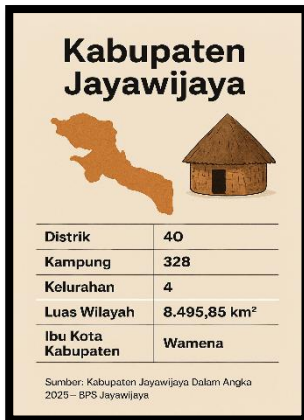 Kabupaten
Jayawijaya
Distrik 40
Kampung 328
Kelurahan 4
Luas Wilayah 8.495,85 km²
Ibu Kota
Kabupaten Wamena
Sumber: Kabupaten Jayawijaya Dalam Angka
2025– BPS Jayawijaya